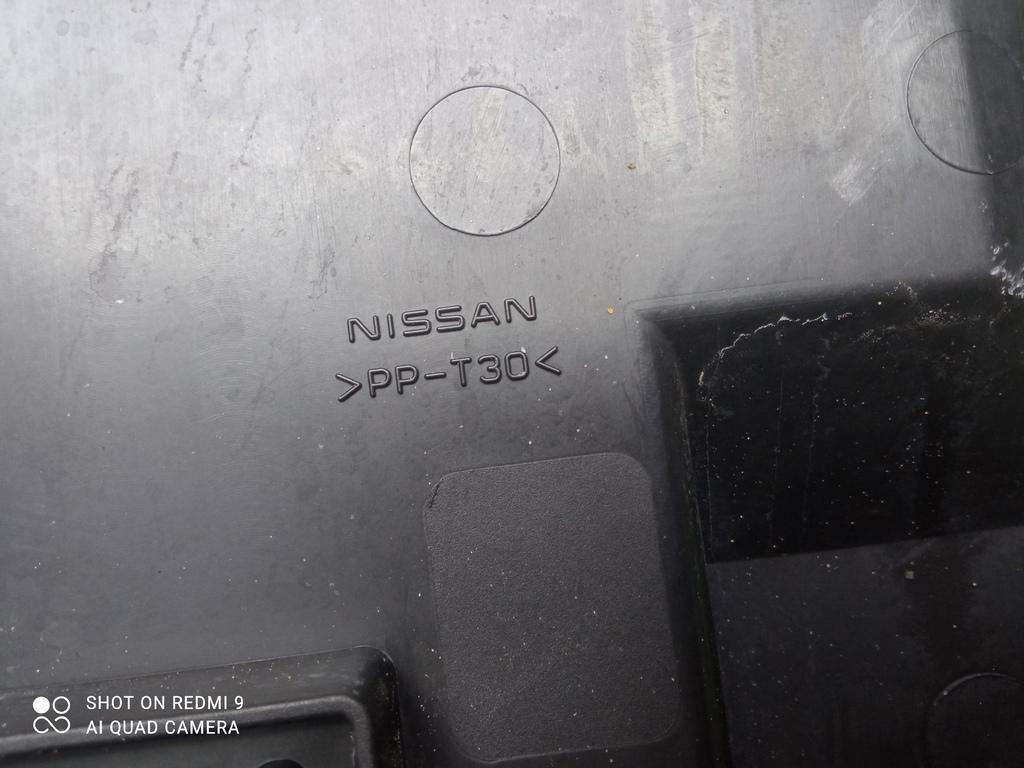 NISSAN
>PP-T30<
SHOT ON REDMI 9
AI QUAD CAMERA